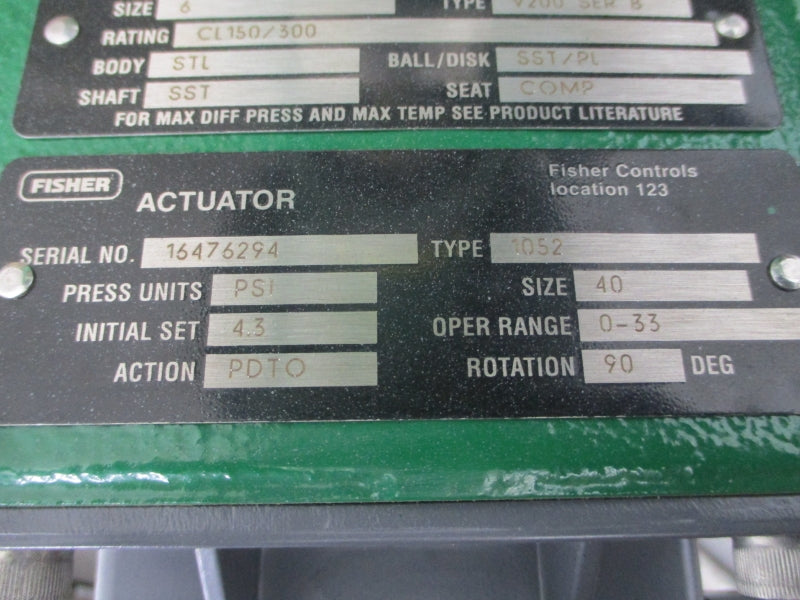 SIZE 6 TYPE V200 SER B
RATING CL150/300
BODY STL BALL/DISK SST/PL
SHAFT SST SEAT COMP
FOR MAX DIFF PRESS AND MAX TEMP SEE PRODUCT LITERATURE
FISHER ACTUATOR Fisher Controls
location 123
SERIAL NO. 16476294 TYPE 1052
PRESS UNITS PSI SIZE 40
INITIAL SET 4.3 OPER RANGE 0-33
ACTION PDTO ROTATION 90 DEG